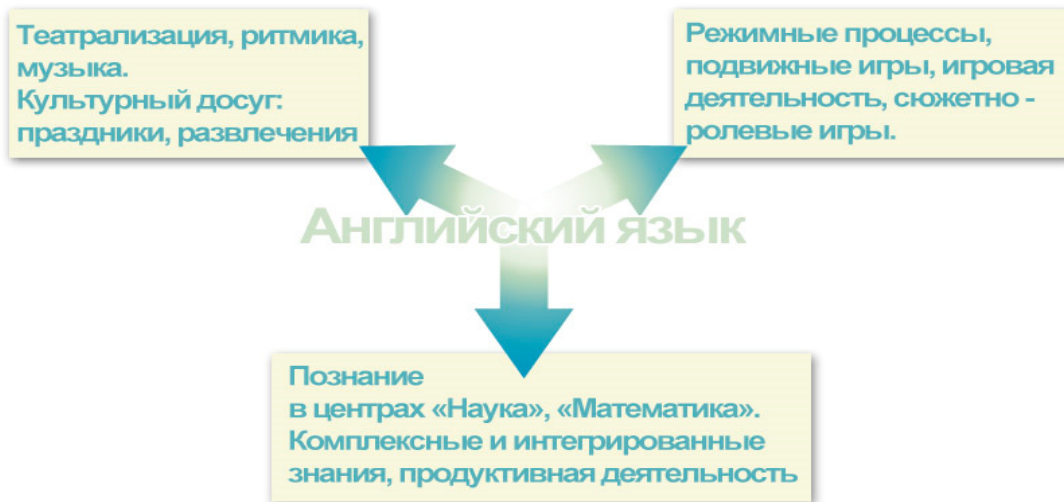 Театрализация, ритмика,
музыка.
Культурный досуг:
праздники, развлечения
Режимные процессы,
подвижные игры, игровая
деятельность, сюжетно -
ролевые игры.
Английский язык
Познание
в центрах «Наука», «Математика».
Комплексные и интегрированные
знания, продуктивная деятельность